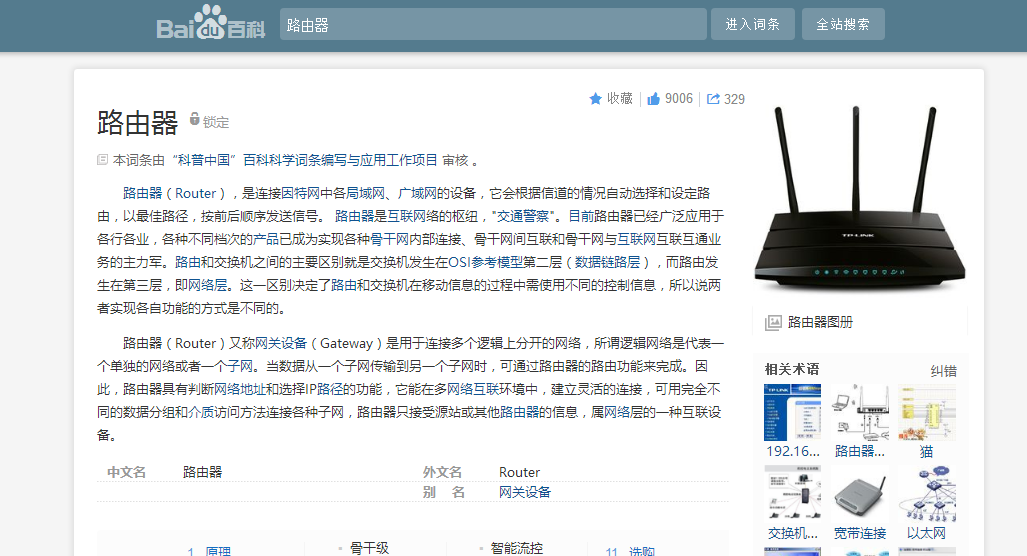 Baidu百科
路由器
进入词条
全站搜索
收藏
9006
329
路由器
锁定
本词条由“科普中国”百科科学词条编写与应用工作项目 审核 。
路由器（Router），是连接因特网中各局域网、广域网的设备，它会根据信道的情况自动选择和设定路
由，以最佳路径，按前后顺序发送信号。 路由器是互联网络的枢纽，"交通警察"。目前路由器已经广泛应用于
各行各业，各种不同档次的产品已成为实现各种骨干网内部连接、骨干网间互联和骨干网与互联网互联互通业
务的主力军。路由和交换机之间的主要区别就是交换机发生在OSI参考模型第二层（数据链路层），而路由发
生在第三层，即网络层。这一区别决定了路由和交换机在移动信息的过程中需使用不同的控制信息，所以说两
者实现各自功能的方式是不同的。
路由器（Router）又称网关设备（Gateway）是用于连接多个逻辑上分开的网络，所谓逻辑网络是代表一
个单独的网络或者一个子网。当数据从一个子网传输到另一个子网时，可通过路由器的路由功能来完成。因
此，路由器具有判断网络地址和选择IP路径的功能，它能在多网络互联环境中，建立灵活的连接，可用完全不
同的数据分组和介质访问方法连接各种子网，路由器只接受源站或其他路由器的信息，属网络层的一种互联设
备。
中文名
路由器
外文名
Router
别 名
网关设备
1 原理
骨干级
智能流控
11 选购
TP-LINK
路由器图册
相关术语
纠错
TP-LINK
192.16...
路由器...
猫
交换机...
宽带连接
以太网